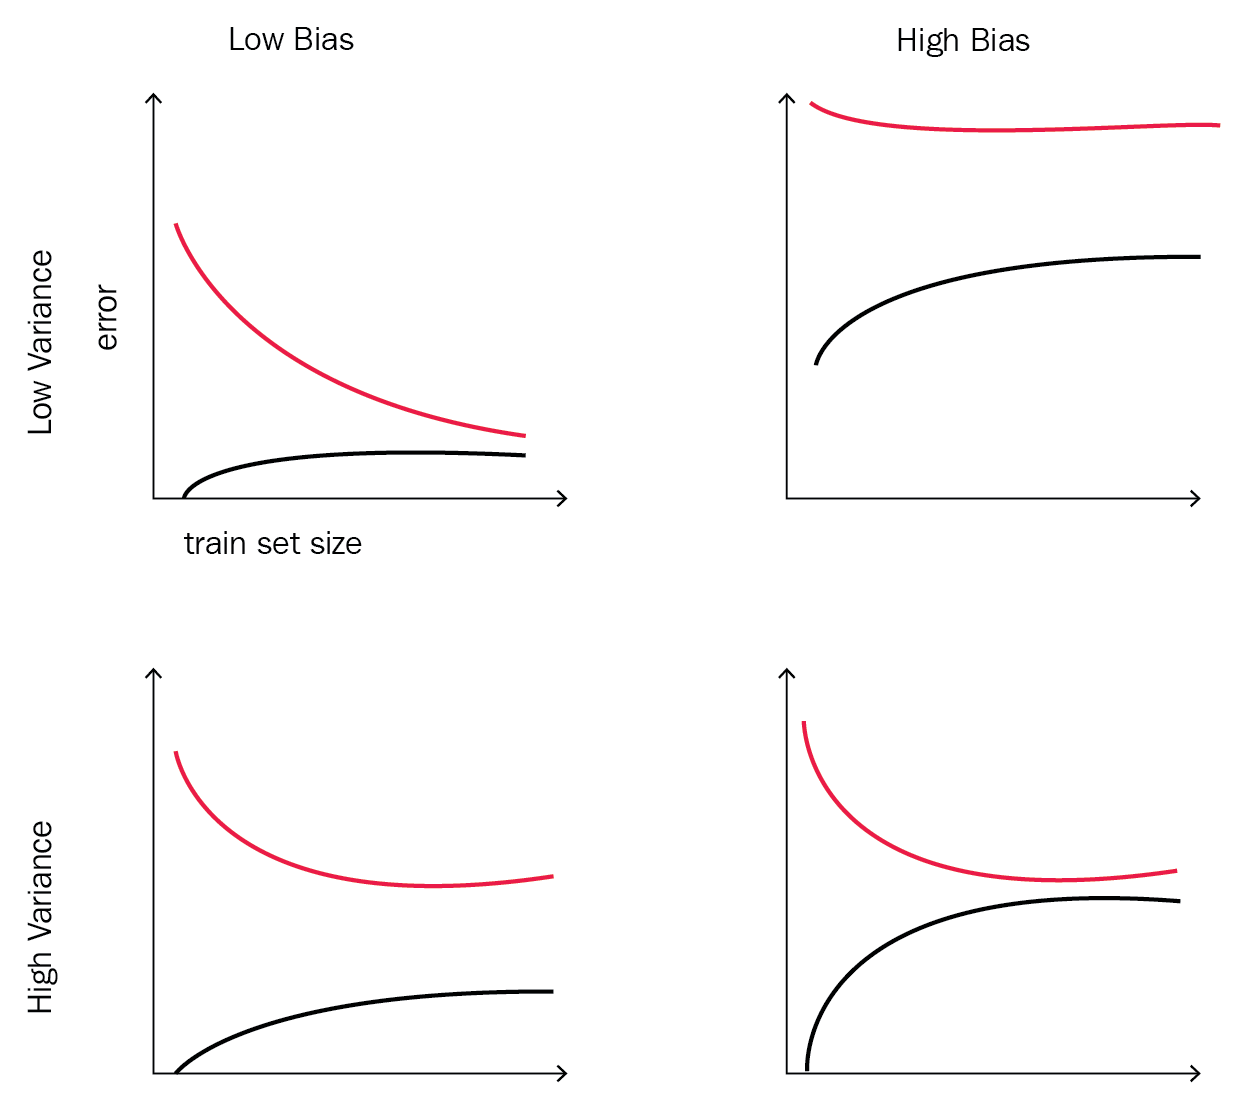 Low Bias
High Bias
Low Variance
error
train set size
High Variance